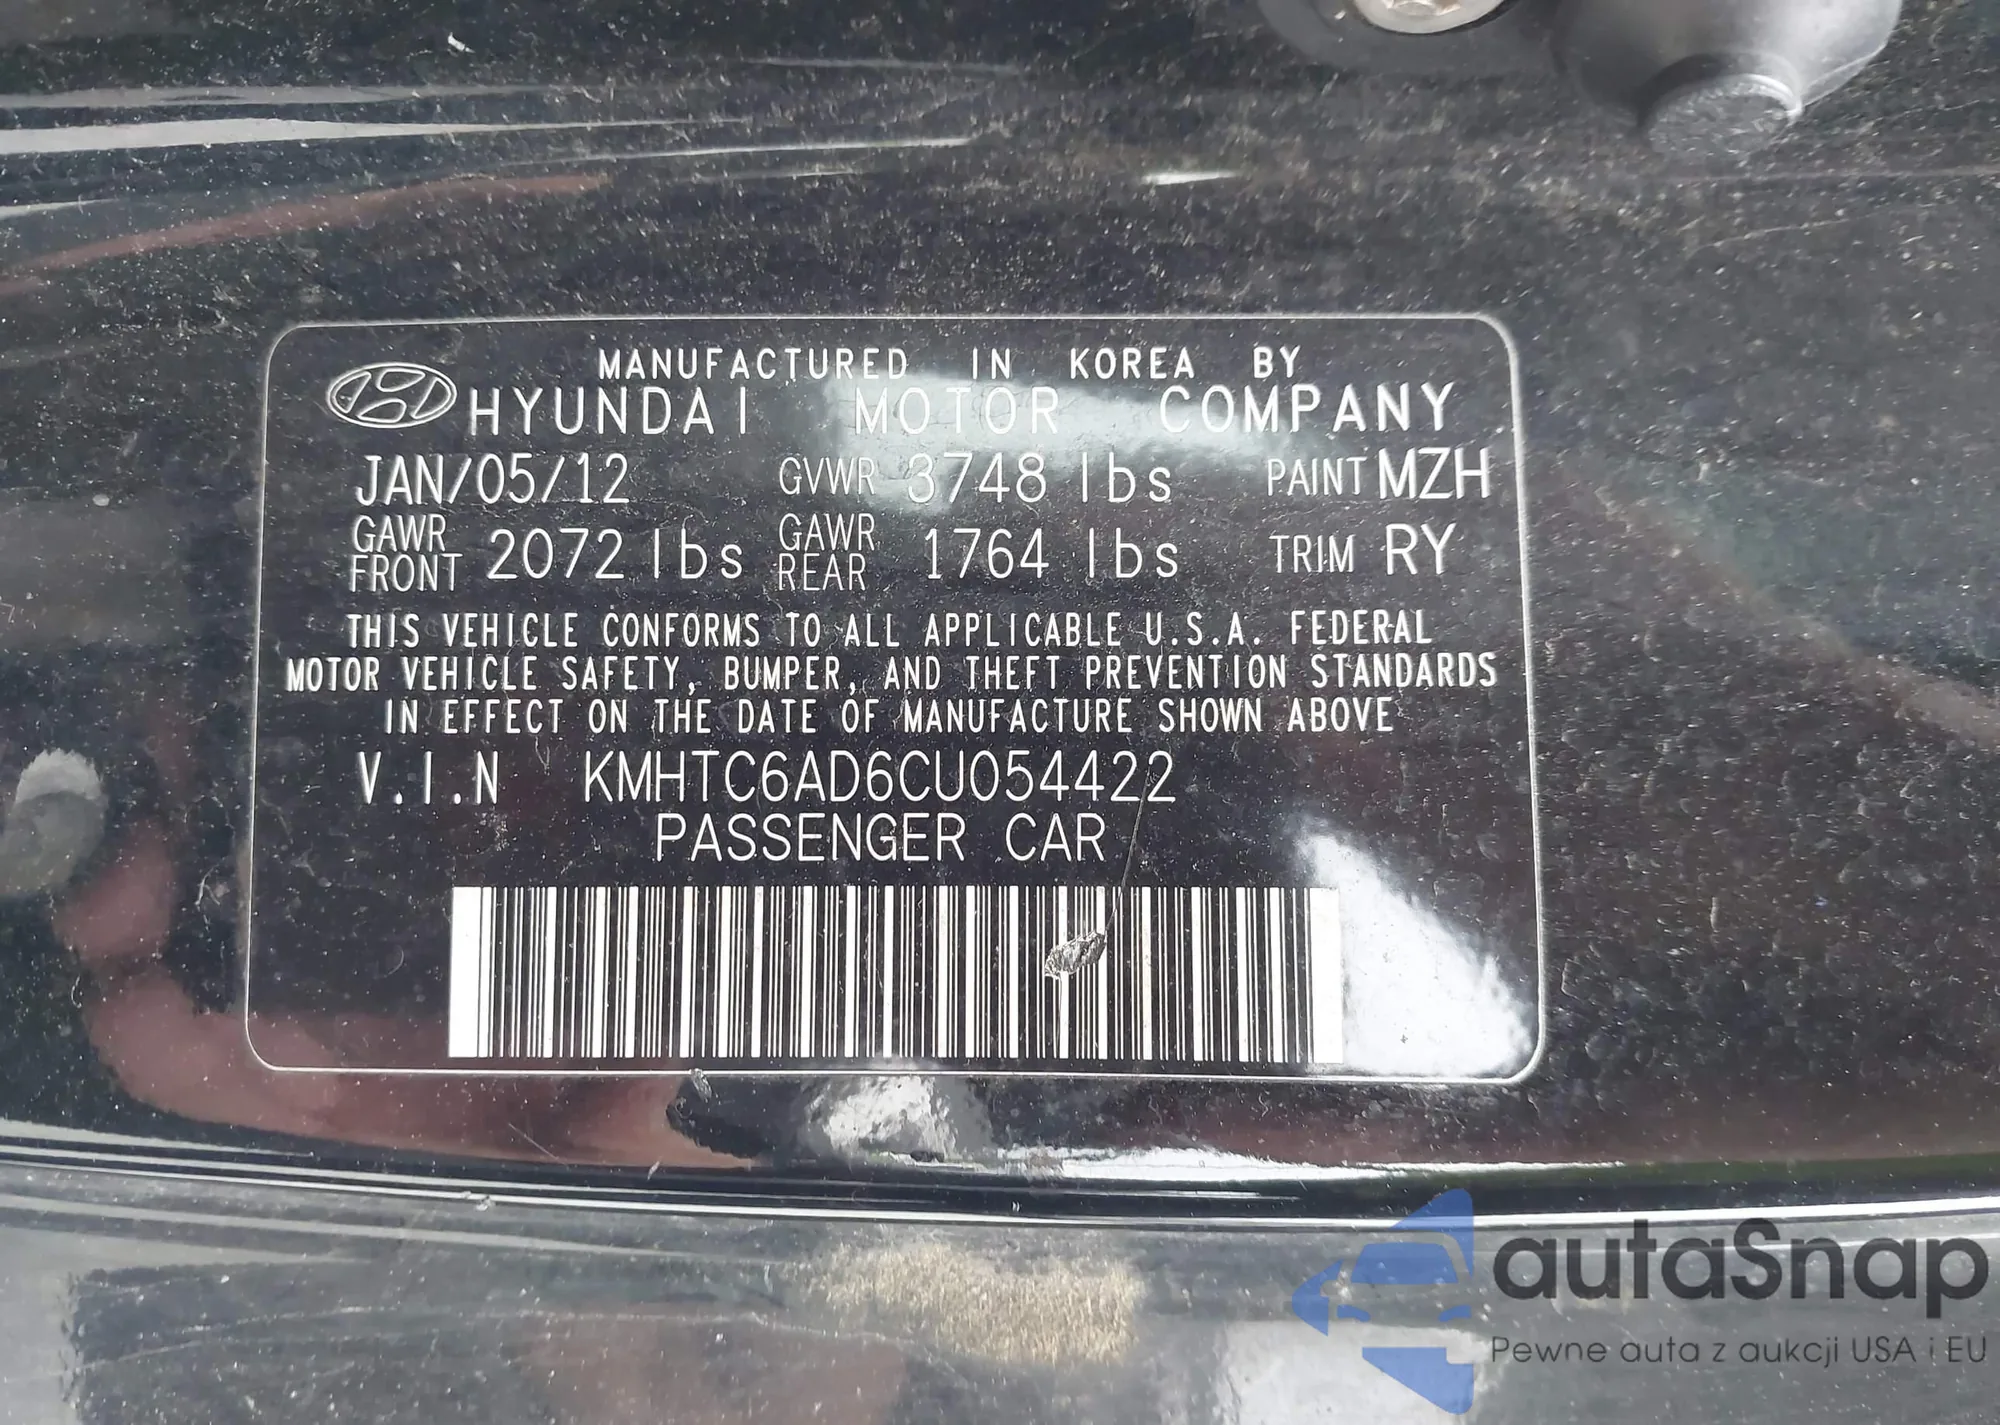 MANUFACTURED IN KOREA BY
HYUNDAI MOTOR COMPANY
JAN/05/12 GVWR 3748 lbs PAINT MZH
GAWR FRONT 2072 lbs GAWR REAR 1764 lbs TRIM RY
THIS VEHICLE CONFORMS TO ALL APPLICABLE U.S.A. FEDERAL
MOTOR VEHICLE SAFETY, BUMPER, AND THEFT PREVENTION STANDARDS
IN EFFECT ON THE DATE OF MANUFACTURE SHOWN ABOVE
V.I.N KMHTC6AD6CU054422
PASSENGER CAR
autaSnap
Pewne auta z aukcji USA i EU